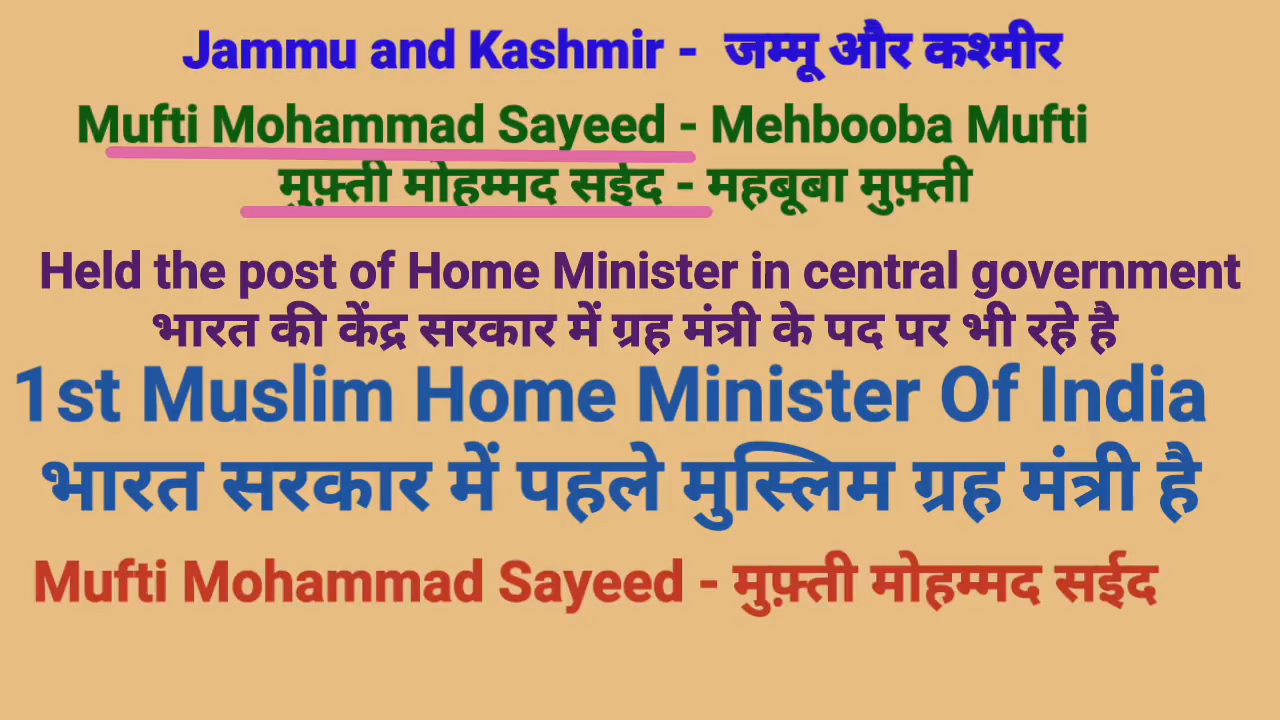 Jammu and Kashmir - जम्मू और कश्मीर
Mufti Mohammad Sayeed - Mehbooba Mufti
मुफ़्ती मोहम्मद सईद - महबूबा मुफ़्ती
Held the post of Home Minister in central government
भारत की केंद्र सरकार में ग्रह मंत्री के पद पर भी रहे है
1st Muslim Home Minister Of India
भारत सरकार में पहले मुस्लिम ग्रह मंत्री है
Mufti Mohammad Sayeed - मुफ़्ती मोहम्मद सईद